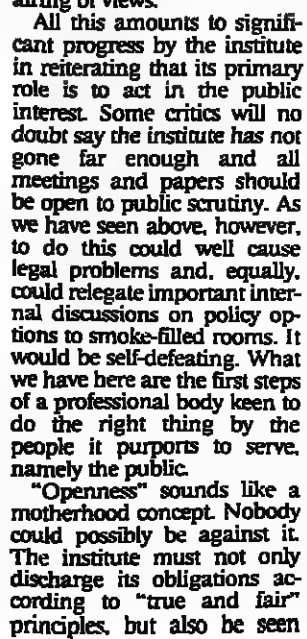 airing of views.
All this amounts to signifi-
cant progress by the institute
in reiterating that its primary
role is to act in the public
interest. Some critics will no
doubt say the institute has not
gone far enough and all
meetings and papers should
be open to public scrutiny. As
we have seen above, however,
to do this could well cause
legal problems and, equally,
could relegate important inter-
nal discussions on policy op-
tions to smoke-filled rooms. It
would be self-defeating. What
we have here are the first steps
of a professional body keen to
do the right thing by the
people it purports to serve,
namely the public.
"Openness" sounds like a
motherhood concept. Nobody
could possibly be against it.
The institute must not only
discharge its obligations ac-
cording to "true and fair"
principles, but also be seen